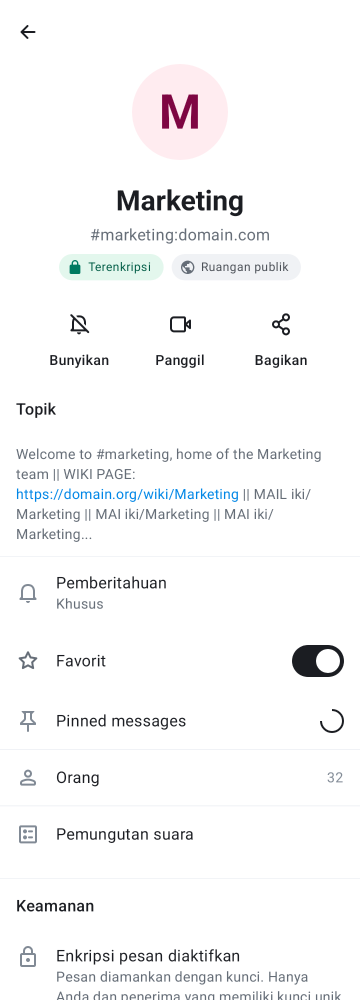 M
Marketing
#marketing:domain.com
Terenkripsi
Ruangan publik
Bunyikan
Panggil
Bagikan
Topik
Welcome to #marketing, home of the Marketing
team || WIKI PAGE:
https://domain.org/wiki/Marketing || MAIL iki/
Marketing || MAI iki/Marketing || MAI iki/
Marketing...
Pemberitahuan
Khusus
Favorit
Pinned messages
Orang 32
Pemungutan suara
Keamanan
Enkripsi pesan diaktifkan
Pesan diamankan dengan kunci. Hanya
Anda dan penerima yang memiliki kunci unik